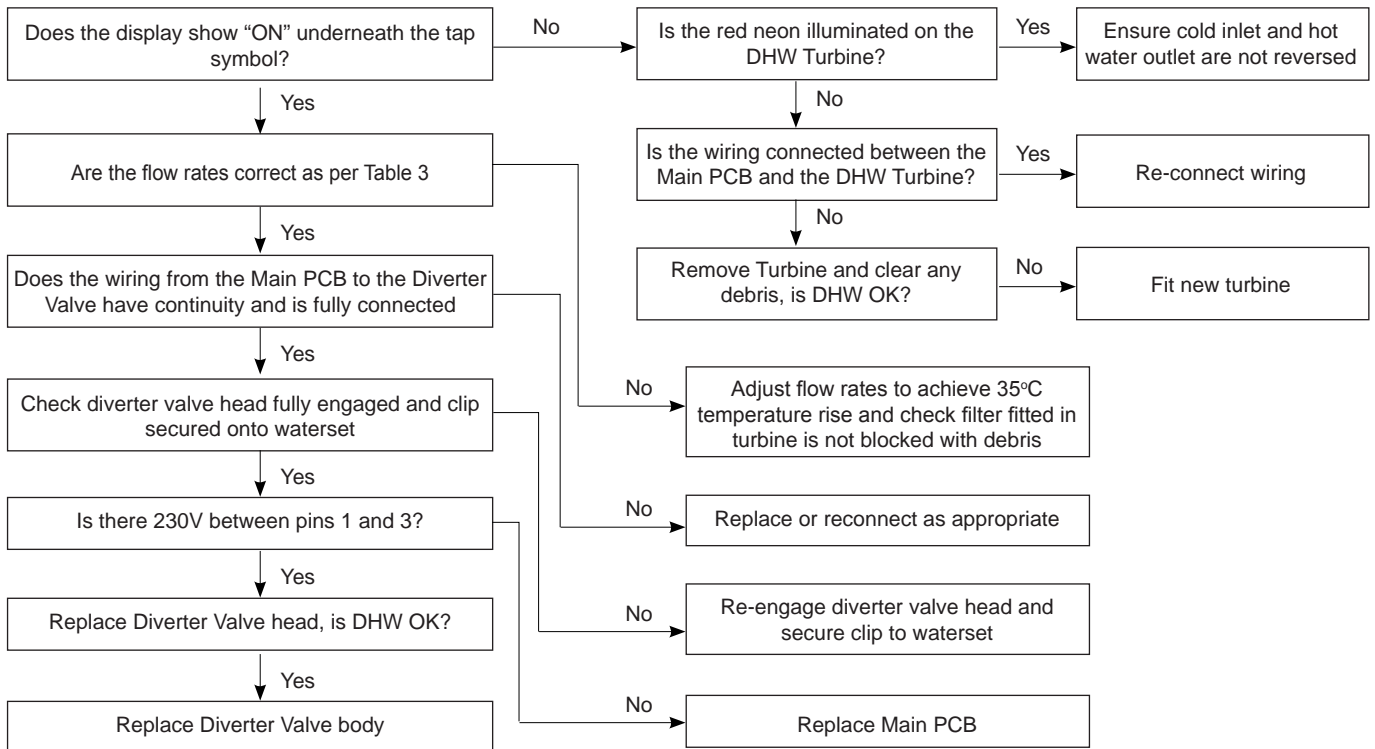 Does the display show “ON” underneath the tap
symbol?
No
Is the red neon illuminated on the
DHW Turbine?
Yes
Ensure cold inlet and hot
water outlet are not reversed
Yes
No
Are the flow rates correct as per Table 3
Is the wiring connected between the
Main PCB and the DHW Turbine?
Yes
Re-connect wiring
Yes
No
Does the wiring from the Main PCB to the Diverter
Valve have continuity and is fully connected
Remove Turbine and clear any
debris, is DHW OK?
No
Fit new turbine
Yes
Check diverter valve head fully engaged and clip
secured onto waterset
No
Adjust flow rates to achieve 35°C
temperature rise and check filter fitted in
turbine is not blocked with debris
Yes
Is there 230V between pins 1 and 3?
No
Replace or reconnect as appropriate
Yes
Replace Diverter Valve head, is DHW OK?
No
Re-engage diverter valve head and
secure clip to waterset
Yes
Replace Diverter Valve body
No
Replace Main PCB